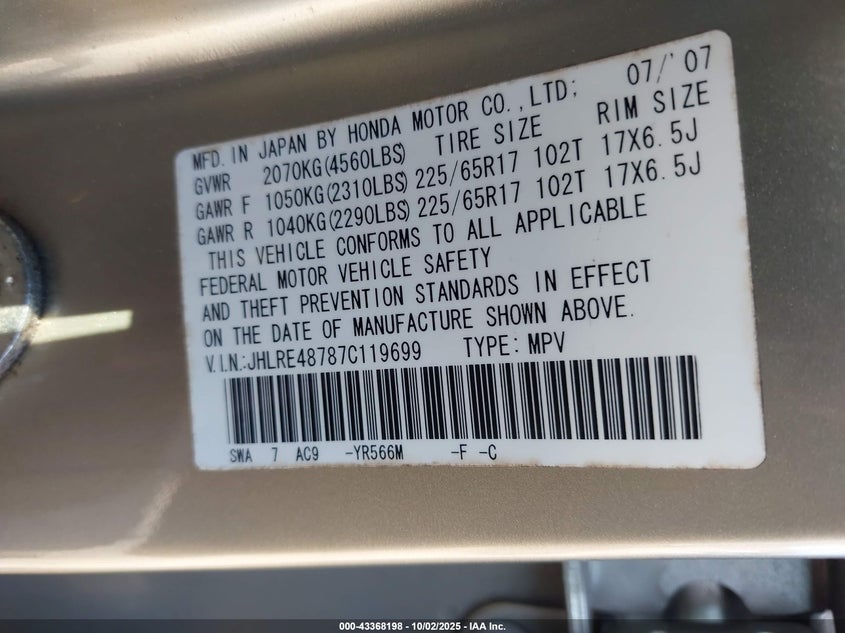 MFD. IN JAPAN BY HONDA MOTOR CO.,LTD; 07/'07
GVWR 2070KG(4560LBS) TIRE SIZE RIM SIZE
GAWR F 1050KG(2310LBS) 225/65R17 102T 17X6.5J
GAWR R 1040KG(2290LBS) 225/65R17 102T 17X6.5J
THIS VEHICLE CONFORMS TO ALL APPLICABLE
FEDERAL MOTOR VEHICLE SAFETY
AND THEFT PREVENTION STANDARDS IN EFFECT
ON THE DATE OF MANUFACTURE SHOWN ABOVE.
V.I.N.:JHLRE48787C119699 TYPE:MPV
SWA 7 AC9 -YR566M -F -C
000-43368198 - 10/02/2025 - IAA Inc.